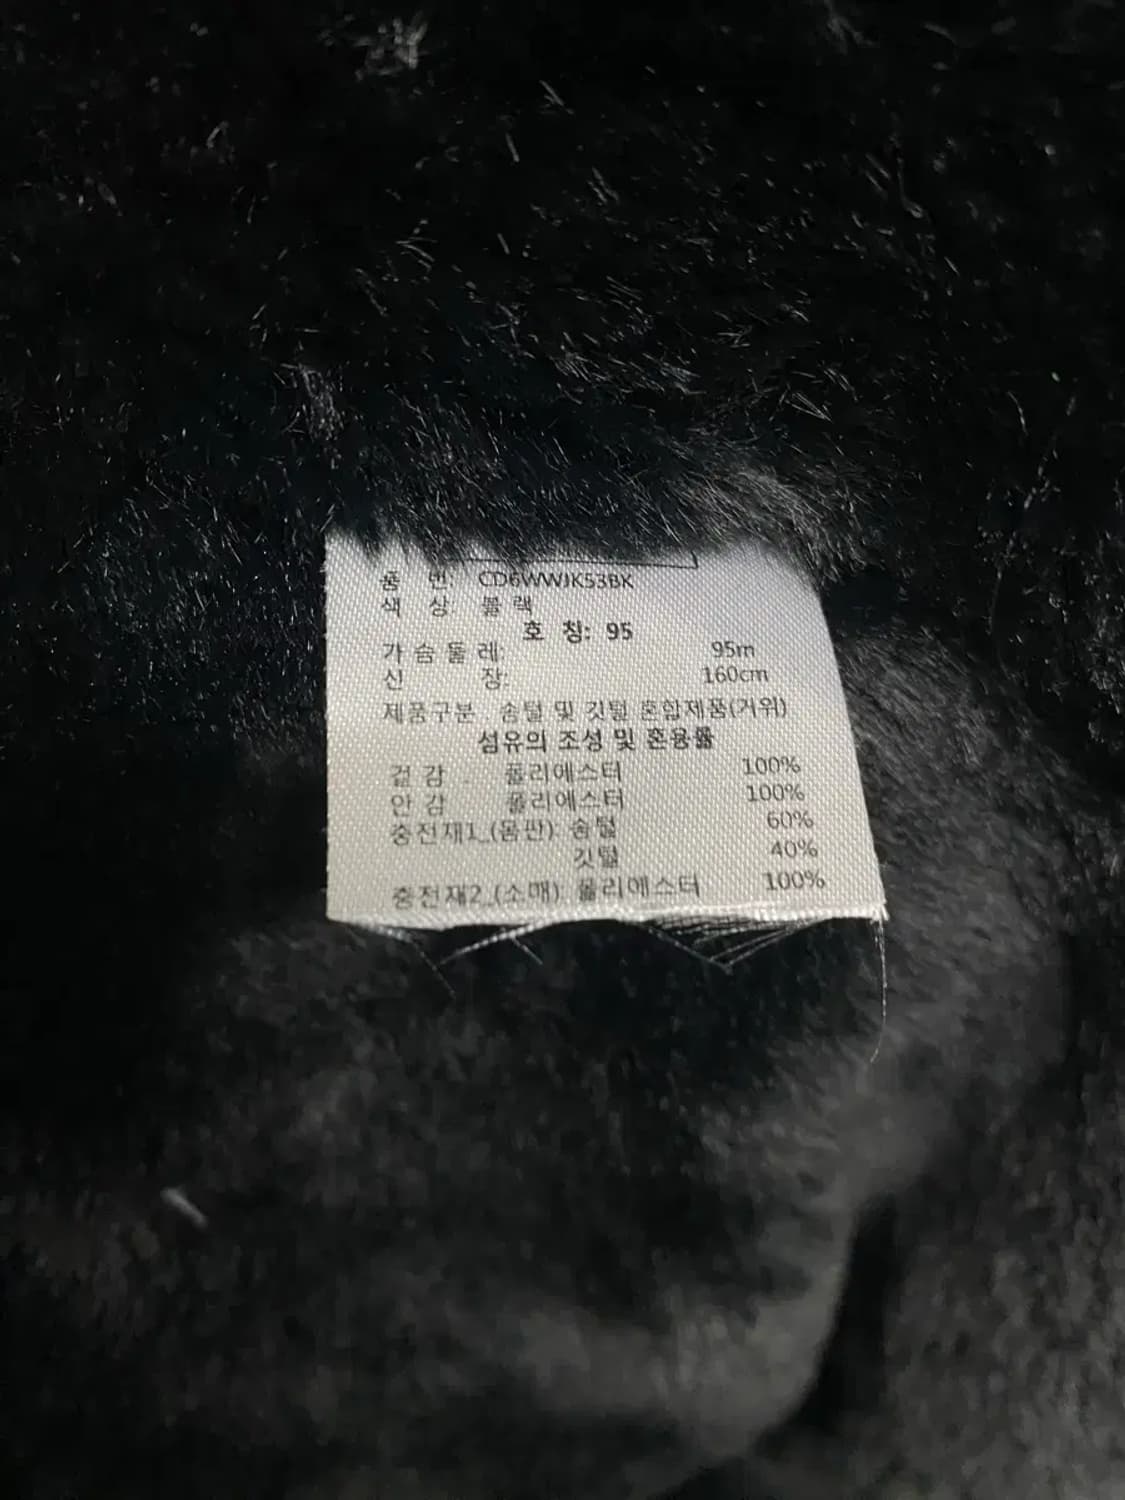 품 번: CD6WWJK53BK
색 상: 블랙
호 칭: 95
가슴둘레: 95m
신 장: 160cm
제품구분 : 솜털 및 깃털 혼합제품(거위)
섬유의 조성 및 혼용률
겉감 : 폴리에스터 100%
안감 폴리에스터 100%
충전재1_(몸판): 솜털 60%
깃털 40%
충전재2_(소매): 폴리에스터 100%